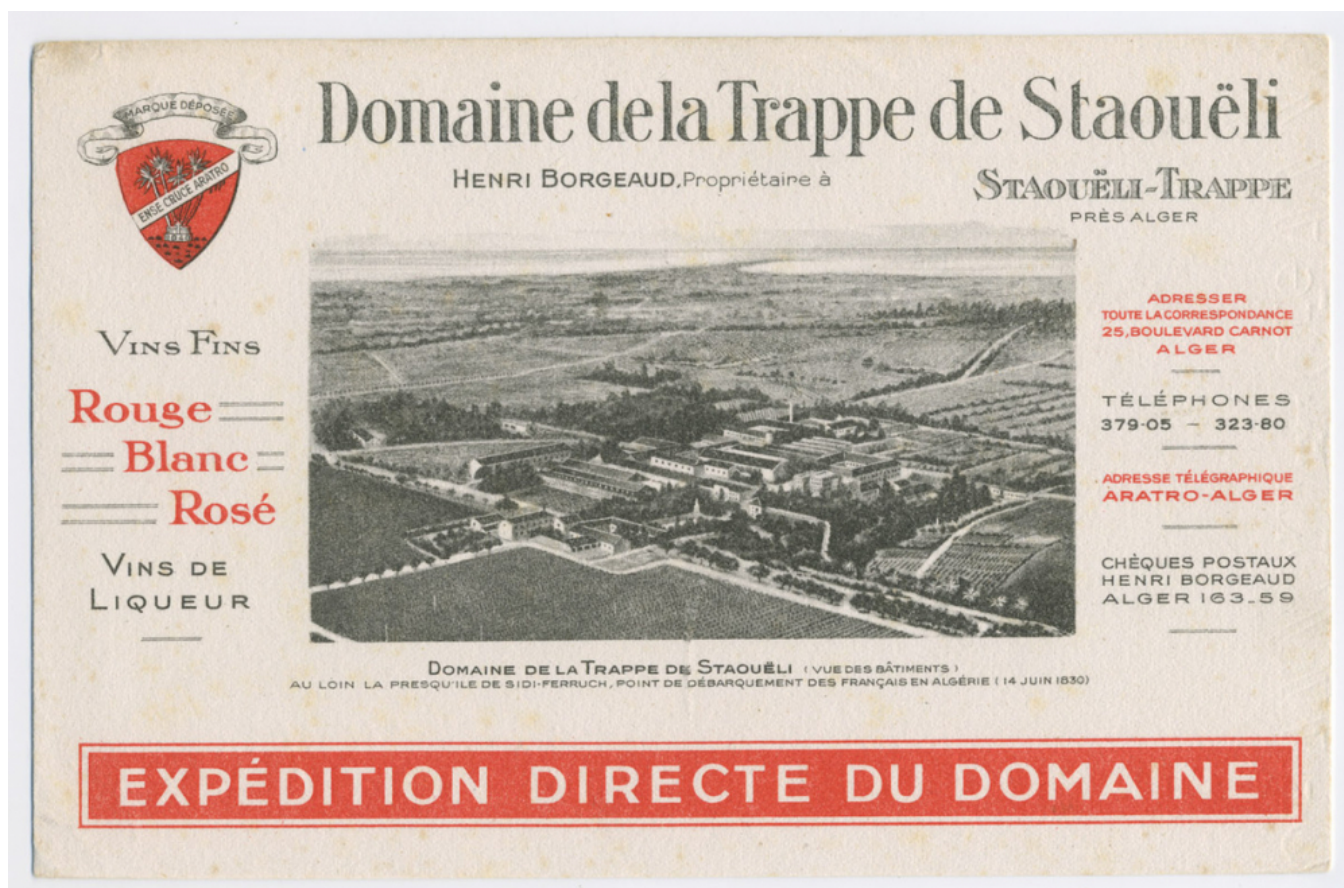 MARQUE DÉPOSÉE
ENSE CRUCE ARATRO
Domaine de la Trappe de Staouëli
HENRI BORGEAUD, Propriétaire à
STAOUËLI-TRAPPE
PRÈS ALGER
VINS FINS
Rouge
Blanc
Rosé
VINS DE
LIQUEUR
ADRESSER
TOUTE LA CORRESPONDANCE
25, BOULEVARD CARNOT
ALGER
TÉLÉPHONES
379-05 – 323-80
ADRESSE TÉLÉGRAPHIQUE
ARATRO-ALGER
CHÈQUES POSTAUX
HENRI BORGEAUD
ALGER 163_59
DOMAINE DE LA TRAPPE DE STAOUËLI (VUE DES BÂTIMENTS)
AU LOIN LA PRESQU'ILE DE SIDI-FERRUCH, POINT DE DÉBARQUEMENT DES FRANÇAIS EN ALGÉRIE (14 JUIN 1830)
EXPÉDITION DIRECTE DU DOMAINE